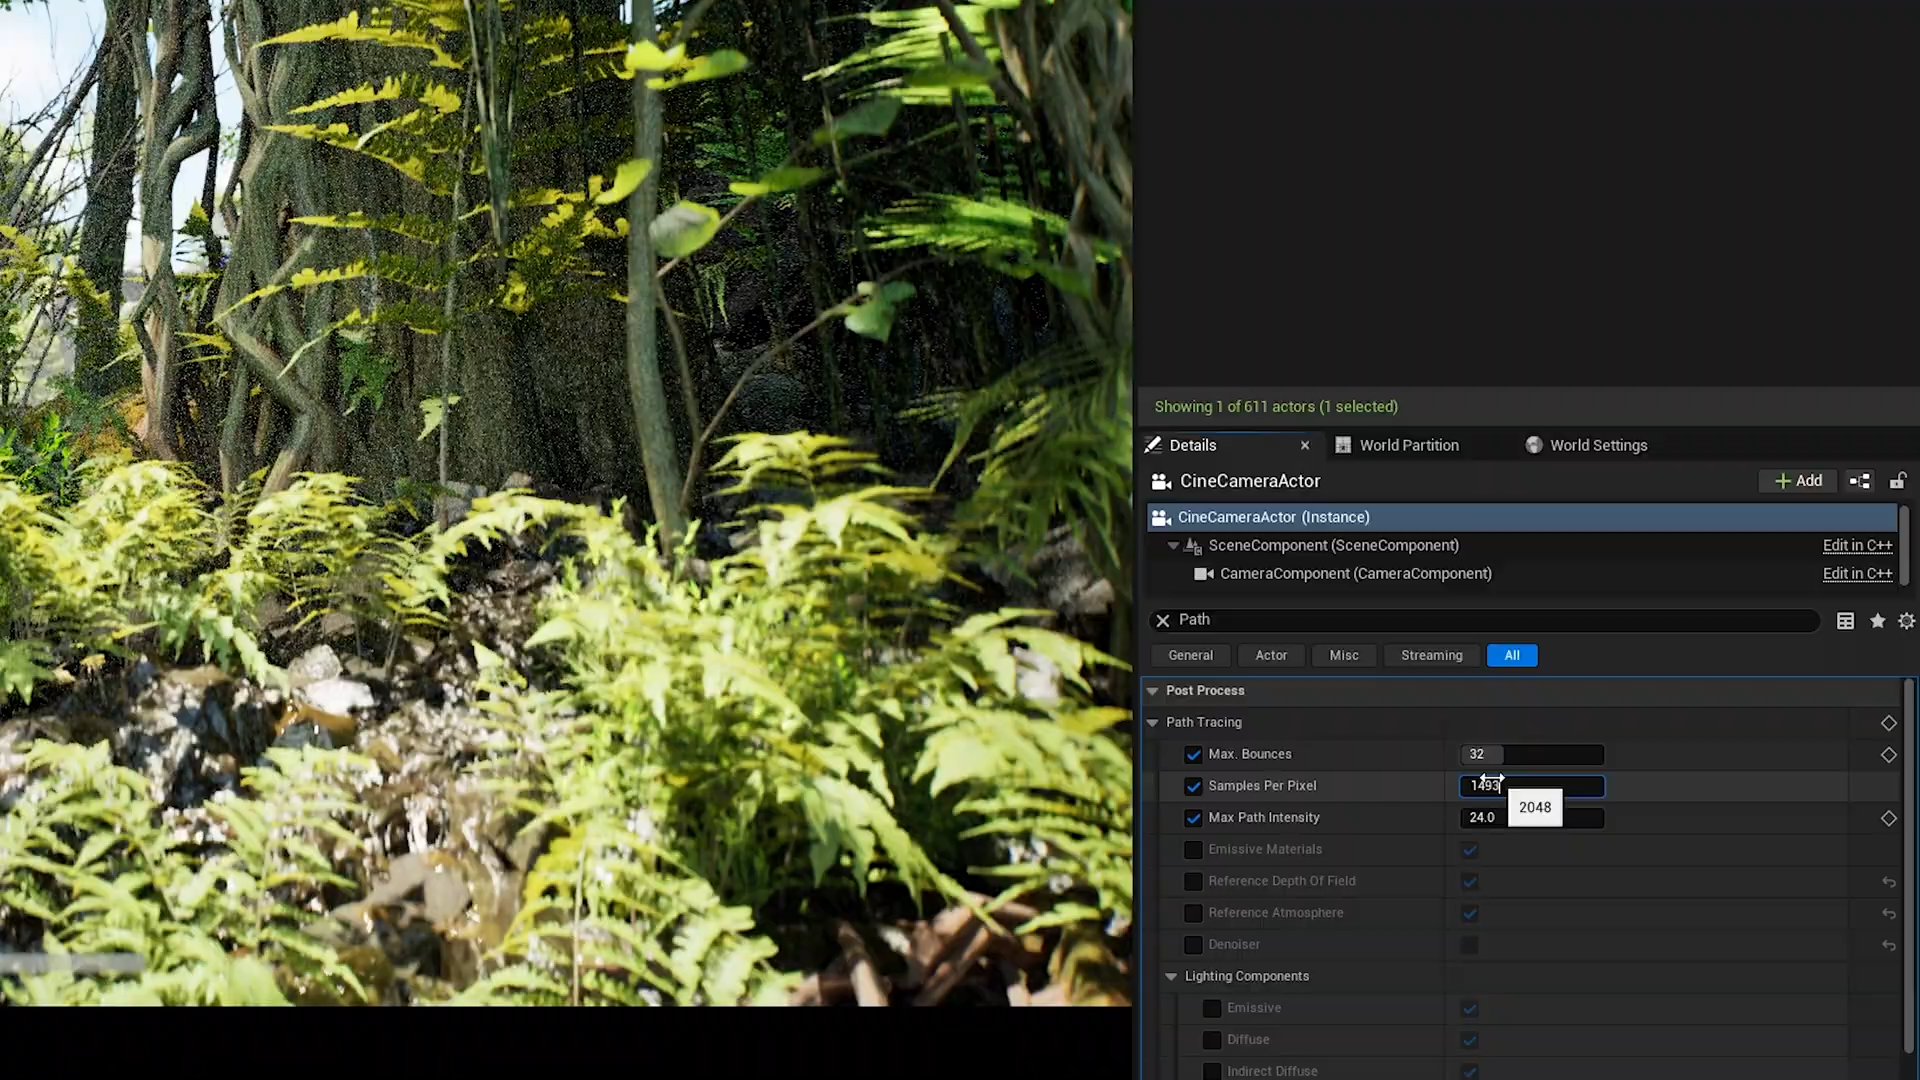 Showing 1 of 611 actors (1 selected)
Details
World Partition
World Settings
CineCameraActor
Add
CineCameraActor (Instance)
SceneComponent (SceneComponent)
Edit in C++
CameraComponent (CameraComponent)
Edit in C++
Path
General
Actor
Misc
Streaming
All
Post Process
Path Tracing
Max. Bounces
32
Samples Per Pixel
1493
2048
Max Path Intensity
24.0
Emissive Materials
Reference Depth Of Field
Reference Atmosphere
Denoiser
Lighting Components
Emissive
Diffuse
Indirect Diffuse